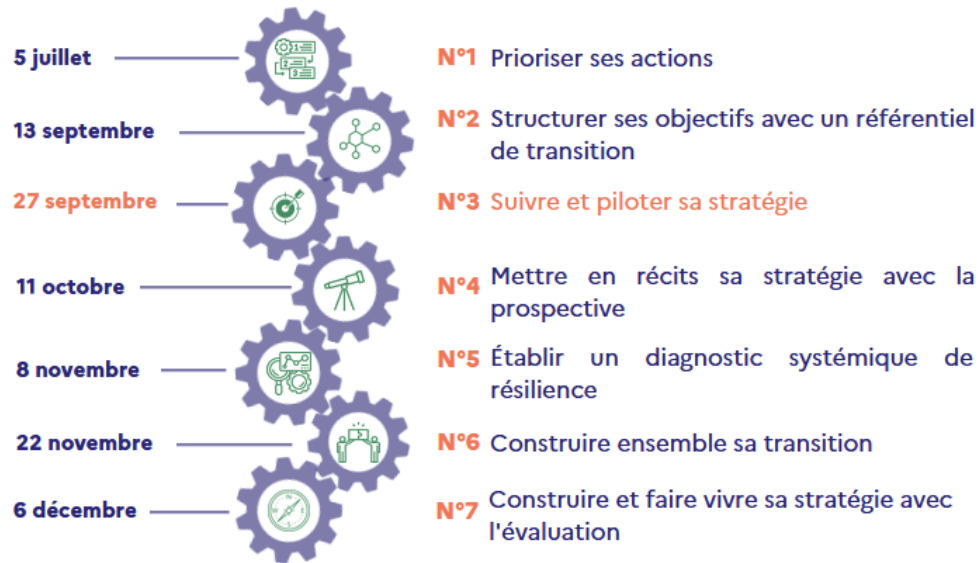 5 juillet
N°1 Prioriser ses actions
13 septembre
N°2 Structurer ses objectifs avec un référentiel
de transition
27 septembre
N°3 Suivre et piloter sa stratégie
11 octobre
N°4 Mettre en récits sa stratégie avec la
prospective
8 novembre
N°5 Établir un diagnostic systémique de
résilience
22 novembre
N°6 Construire ensemble sa transition
6 décembre
N°7 Construire et faire vivre sa stratégie avec
l'évaluation
1
2
3